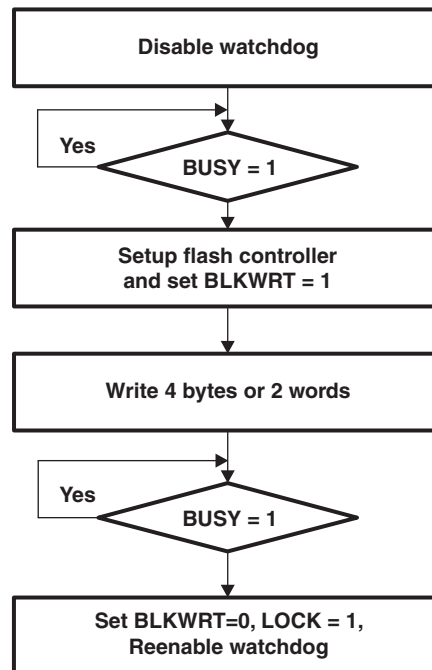 Disable watchdog
Yes
BUSY = 1
Setup flash controller
and set BLKWRT = 1
Write 4 bytes or 2 words
Yes
BUSY = 1
Set BLKWRT=0, LOCK = 1,
Reenable watchdog